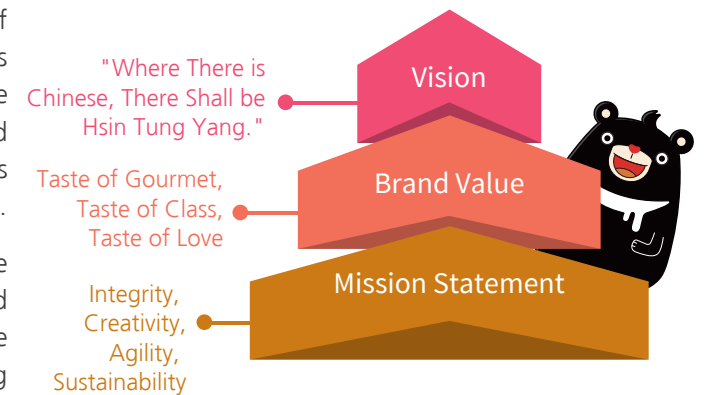 Vision
"Where There is
Chinese, There Shall be
Hsin Tung Yang."
Brand Value
Taste of Gourmet,
Taste of Class,
Taste of Love
Mission Statement
Integrity,
Creativity,
Agility,
Sustainability